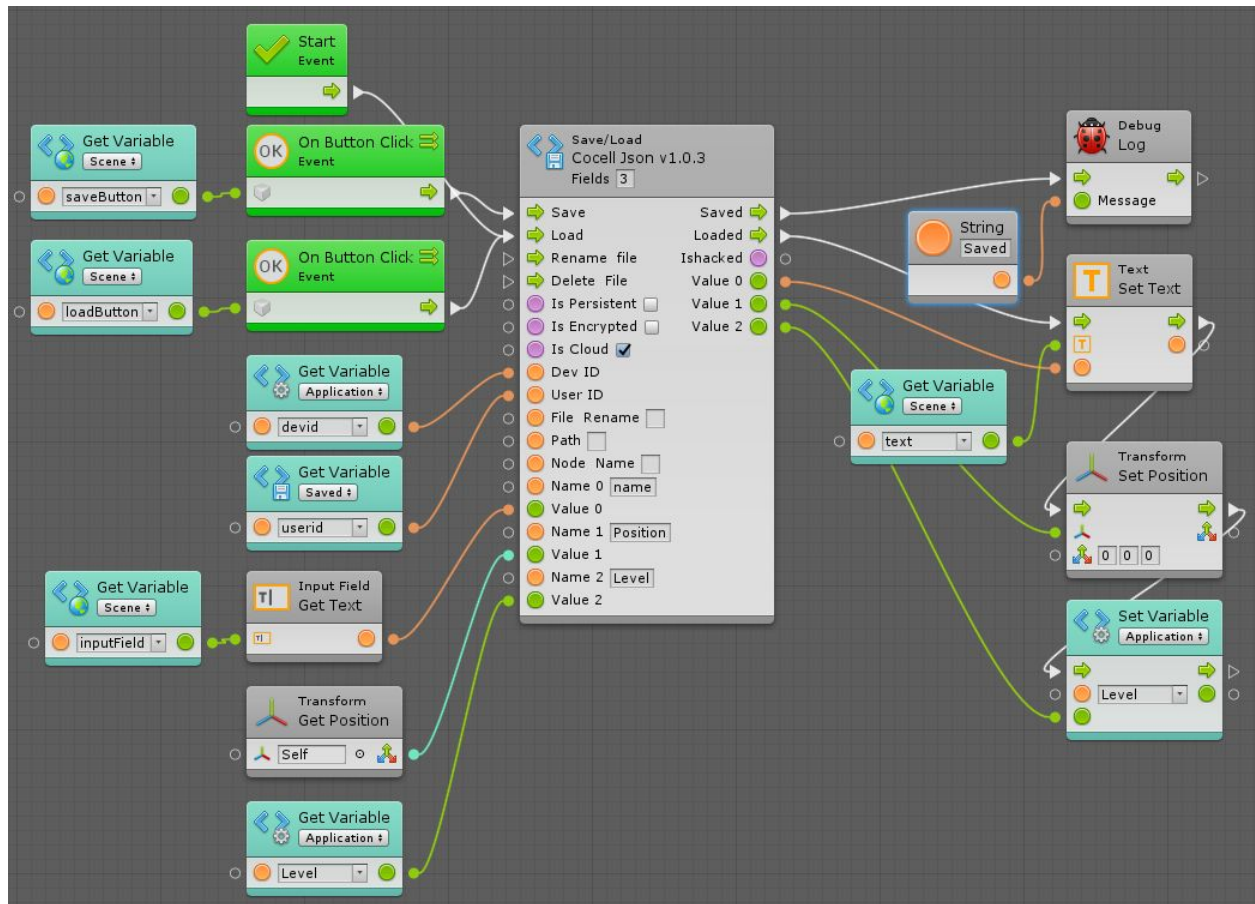 Start
Event
Get Variable
Scene
saveButton
OK
On Button Click
Event
Get Variable
Scene
loadButton
OK
On Button Click
Event
Get Variable
Application
devid
Get Variable
Saved
userid
Get Variable
Scene
inputField
T
Input Field
Get Text
T
Transform
Get Position
Self
Get Variable
Application
Level
Save/Load
Cocell Json v1.0.3
Fields 3
Save Saved
Load Loaded
Rename file Ishacked
Delete File Value 0
Is Persistent Value 1
Is Encrypted Value 2
Is Cloud
Dev ID
User ID
File Rename
Path
Node Name
Name 0 name
Value 0
Name 1 Position
Value 1
Name 2 Level
Value 2
String
Saved
Get Variable
Scene
text
Debug
Log
Message
T
Text
Set Text
T
Transform
Set Position
0 0 0
Set Variable
Application
Level